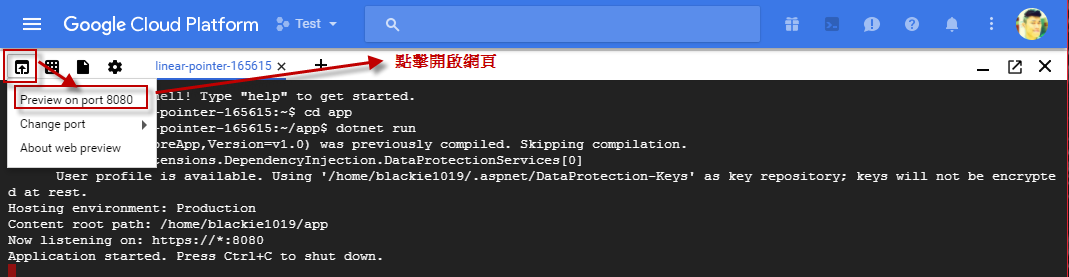 Google Cloud Platform
Test
linear-pointer-165615
點擊開啟網頁
Preview on port 8080
Change port
About web preview
hell! Type "help" to get started.
-pointer-165615:~$ cd app
-pointer-165615:~/app$ dotnet run
oreApp,Version=v1.0) was previously compiled. Skipping compilation.
tensions.DependencyInjection.DataProtectionServices[0]
User profile is available. Using '/home/blackie1019/.aspnet/DataProtection-Keys' as key repository; keys will not be encrypte
d at rest.
Hosting environment: Production
Content root path: /home/blackie1019/app
Now listening on: https://*:8080
Application started. Press Ctrl+C to shut down.